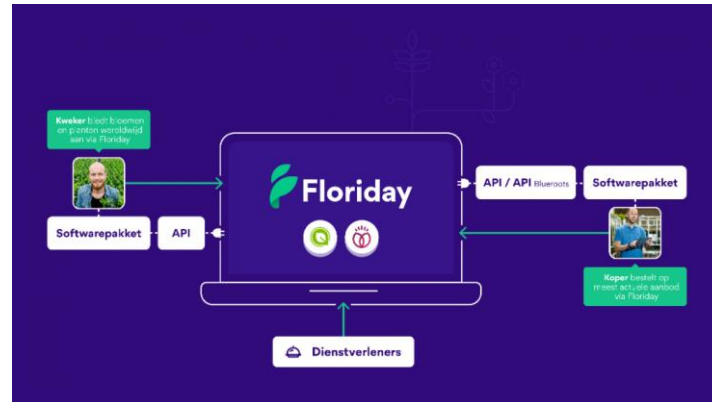 Kweker biedt bloemen
en planten wereldwijd
aan via Floriday
Softwarepakket
API
Floriday
API / API Blueroots
Softwarepakket
Koper bestelt op
meest actuele aanbod
via Floriday
Dienstverleners